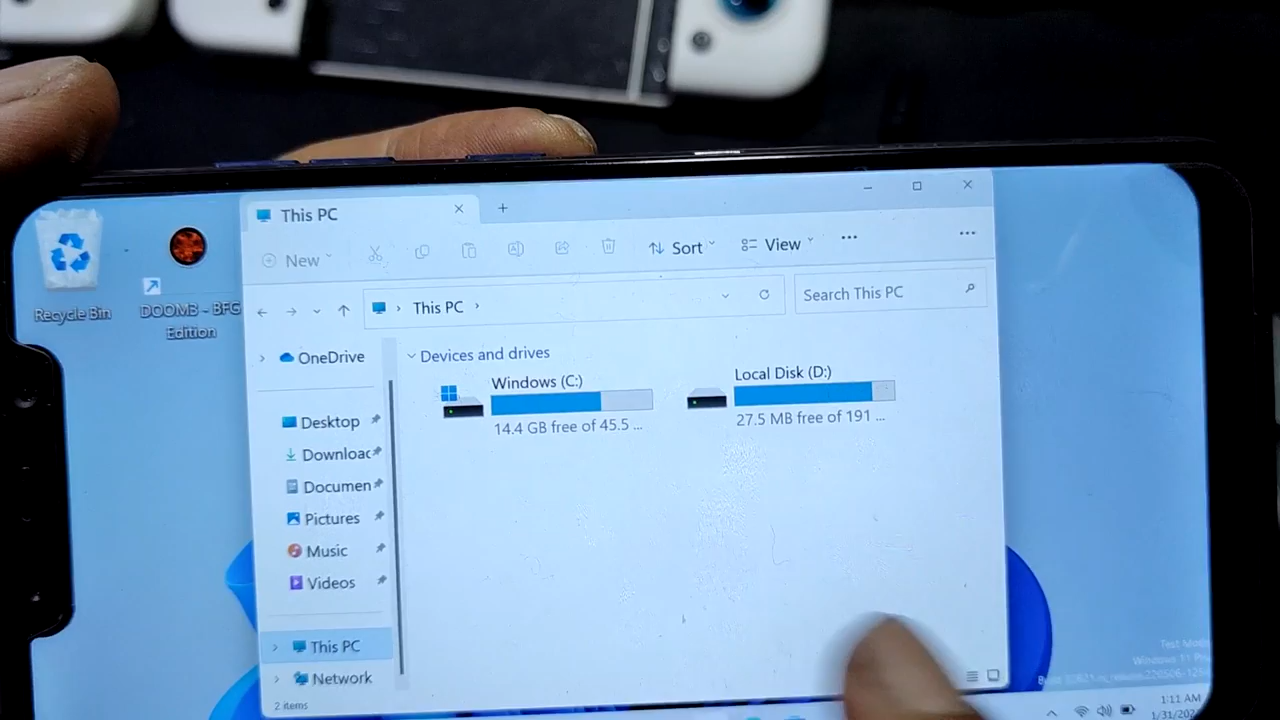 This PC
New
Sort
View
This PC
Search This PC
Recycle Bin
DOOM3 - BFG
Edition
OneDrive
Devices and drives
Windows (C:)
14.4 GB free of 45.5 ...
Local Disk (D:)
27.5 MB free of 191 ...
Desktop
Downloac
Documen
Pictures
Music
Videos
This PC
Network
2 items
Test Mode
Windows 11 Pro
1:11 AM